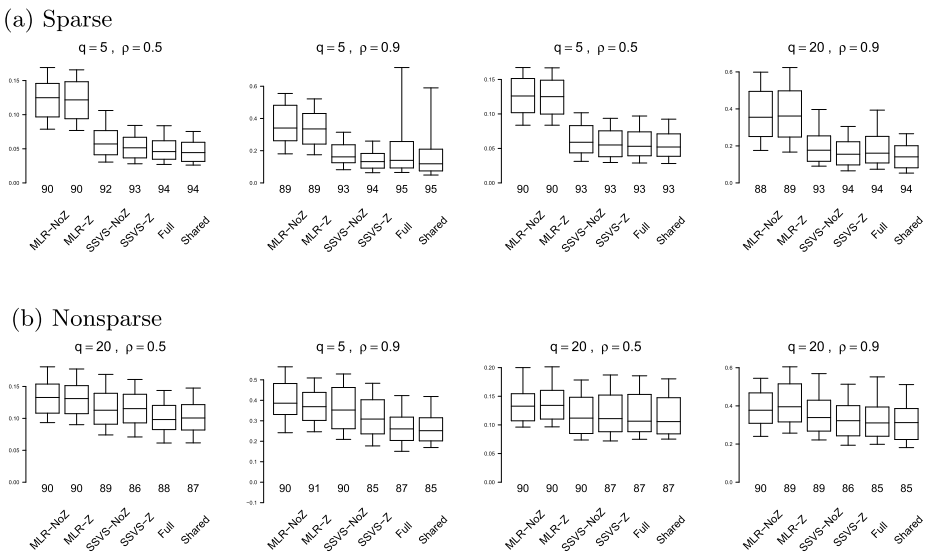 (a) Sparse
q = 5 , ρ = 0.5
q = 5 , ρ = 0.9
q = 5 , ρ = 0.5
q = 20 , ρ = 0.9
0.15
0.10
0.05
0.00
0.6
0.4
0.2
0.0
0.15
0.10
0.05
0.00
0.6
0.4
0.2
0.0
90 90 92 93 94 94
89 89 93 94 95 95
90 90 93 93 93 93
88 89 93 94 94 94
MLR−NoZ MLR−Z SSVS−NoZ SSVS−Z Full Shared
MLR−NoZ MLR−Z SSVS−NoZ SSVS−Z Full Shared
MLR−NoZ MLR−Z SSVS−NoZ SSVS−Z Full Shared
MLR−NoZ MLR−Z SSVS−NoZ SSVS−Z Full Shared
(b) Nonsparse
q = 20 , ρ = 0.5
q = 5 , ρ = 0.9
q = 20 , ρ = 0.5
q = 20 , ρ = 0.9
0.15
0.10
0.05
0.00
0.5
0.4
0.3
0.2
0.1
0.0
−0.1
0.20
0.15
0.10
0.05
0.00
0.6
0.4
0.2
0.0
90 90 89 86 88 87
90 91 90 85 87 85
90 90 90 87 87 87
90 89 89 86 85 85
MLR−NoZ MLR−Z SSVS−NoZ SSVS−Z Full Shared
MLR−NoZ MLR−Z SSVS−NoZ SSVS−Z Full Shared
MLR−NoZ MLR−Z SSVS−NoZ SSVS−Z Full Shared
MLR−NoZ MLR−Z SSVS−NoZ SSVS−Z Full Shared